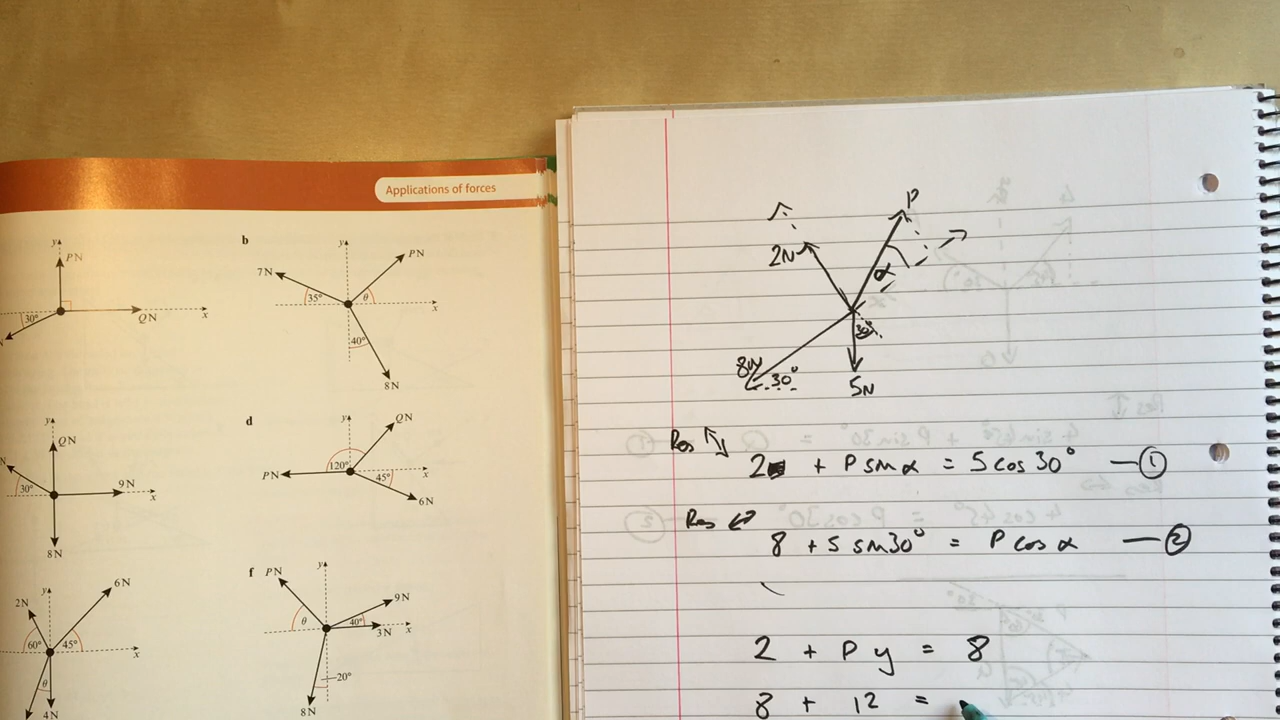 Applications of forces
y
PN
30°
QN
x
b
y
PN
7N
35°
θ
x
40°
8N
y
QN
30°
9N
x
8N
d
y
QN
120°
PN
45°
x
6N
y
6N
2N
60°
45°
x
θ
4N
f
y
PN
9N
θ
40°
3N
x
20°
8N
P
2N
α
30°
8N
30°
5N
Res
2 + P sin α = 5 cos 30° — 1
Res
8 + 5 sin 30° = P cos α — 2
2 + P y = 8
8 + 12 =